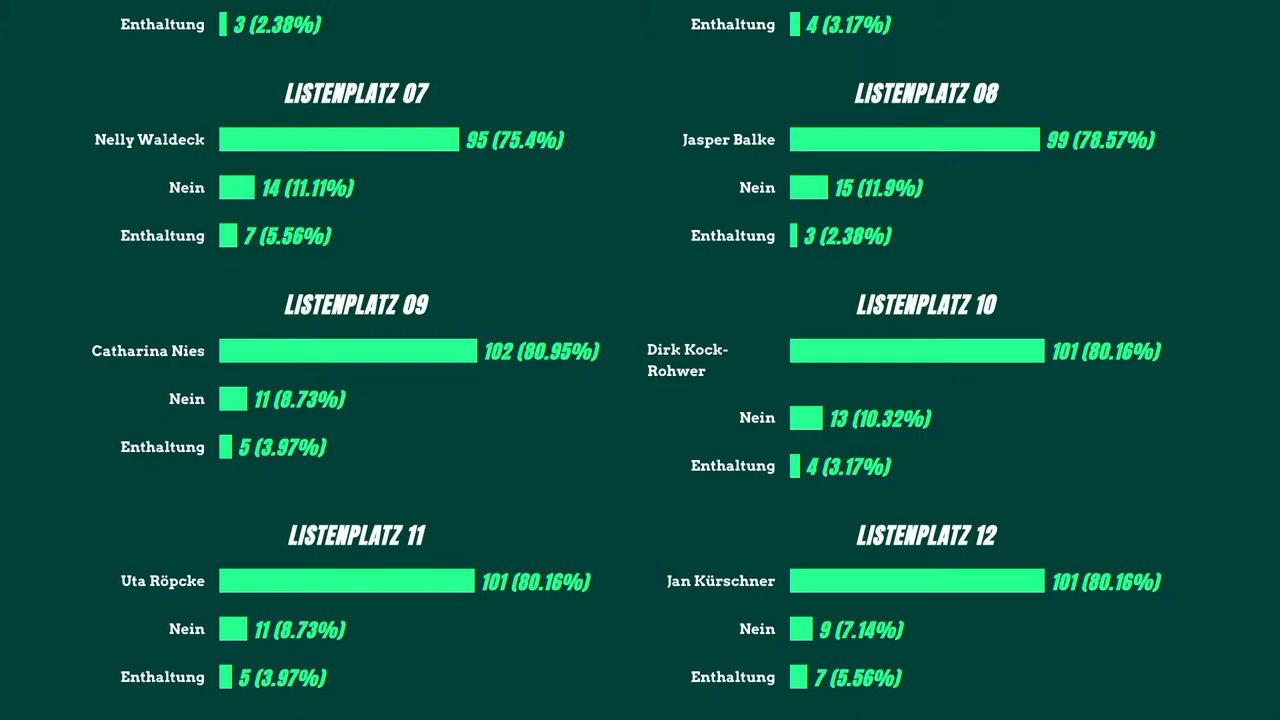 Enthaltung 3 (2.38%)
Enthaltung 4 (3.17%)
LISTENPLATZ 07
Nelly Waldeck 95 (75.4%)
Nein 14 (11.11%)
Enthaltung 7 (5.56%)
LISTENPLATZ 08
Jasper Balke 99 (78.57%)
Nein 15 (11.9%)
Enthaltung 3 (2.38%)
LISTENPLATZ 09
Catharina Nies 102 (80.95%)
Nein 11 (8.73%)
Enthaltung 5 (3.97%)
LISTENPLATZ 10
Dirk Kock-
Rohwer 101 (80.16%)
Nein 13 (10.32%)
Enthaltung 4 (3.17%)
LISTENPLATZ 11
Uta Röpcke 101 (80.16%)
Nein 11 (8.73%)
Enthaltung 5 (3.97%)
LISTENPLATZ 12
Jan Kürschner 101 (80.16%)
Nein 9 (7.14%)
Enthaltung 7 (5.56%)